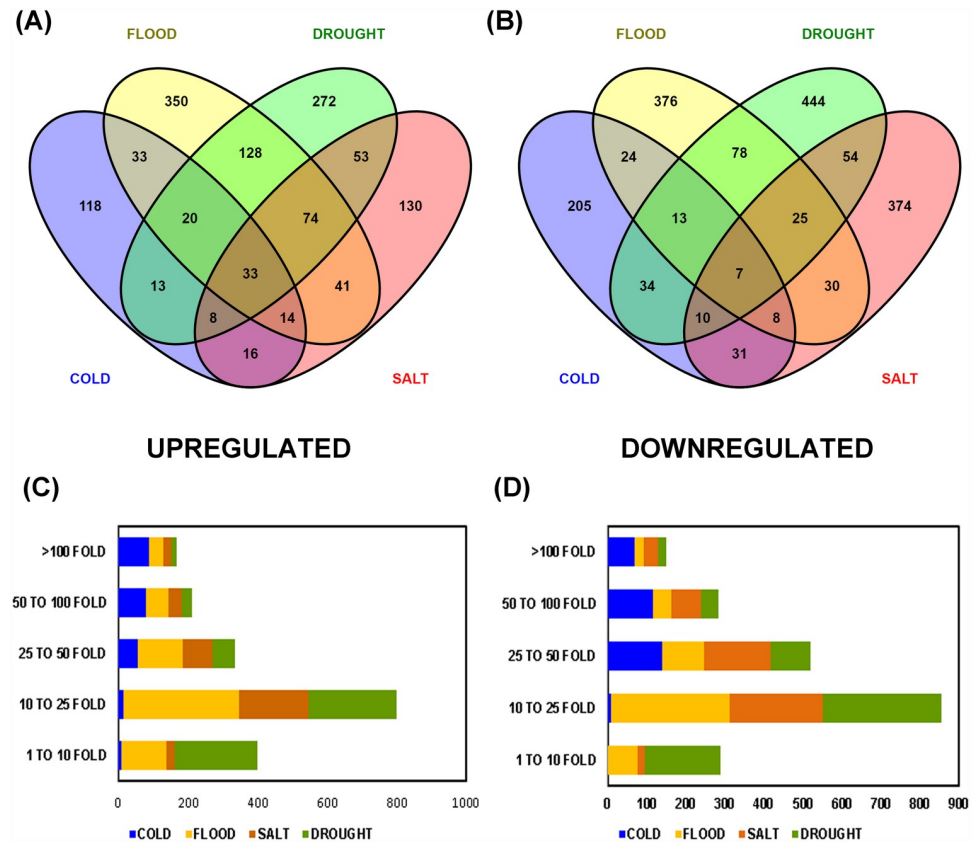 (A)
(B)
FLOOD
DROUGHT
FLOOD
DROUGHT
350
272
33
128
53
118
20
74
130
33
13
41
8
14
16
COLD
SALT
376
444
24
78
54
205
13
25
374
7
34
30
10
8
31
COLD
SALT
UPREGULATED
DOWNREGULATED
(C)
>100 FOLD
50 TO 100 FOLD
25 TO 50 FOLD
10 TO 25 FOLD
1 TO 10 FOLD
0 200 400 600 800 1000
COLD FLOOD SALT DROUGHT
(D)
>100 FOLD
50 TO 100 FOLD
25 TO 50 FOLD
10 TO 25 FOLD
1 TO 10 FOLD
0 100 200 300 400 500 600 700 800 900
COLD FLOOD SALT DROUGHT